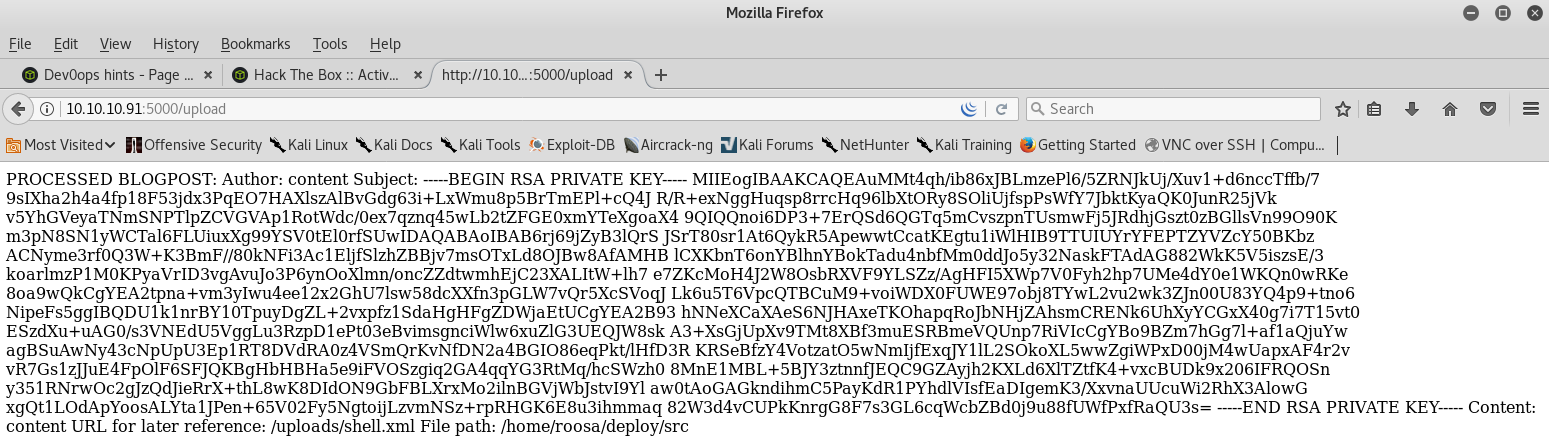 Mozilla Firefox
File Edit View History Bookmarks Tools Help
Dev0ops hints - Page ... Hack The Box :: Activ... http://10.10...:5000/upload
10.10.10.91:5000/upload Search
Most Visited Offensive Security Kali Linux Kali Docs Kali Tools Exploit-DB Aircrack-ng Kali Forums NetHunter Kali Training Getting Started VNC over SSH | Compu...
PROCESSED BLOGPOST: Author: content Subject: -----BEGIN RSA PRIVATE KEY----- MIIEogIBAAKCAQEAuMMt4qh/ib86xJBLmzePl6/5ZRNJkUj/Xuv1+d6nccTffb/7
9sIXha2h4a4fp18F53jdx3PqEO7HAXlszAlBvGdg63i+LxWmu8p5BrTmEPl+cQ4J R/R+exNggHuqsp8rrcHq96lbXtORy8SOliUjfspPsWfY7JbktKyaQK0JunR25jVk
v5YhGVeyaTNmSNPTlpZCVGVAp1RotWdc/0ex7qznq45wLb2tZFGE0xmYTeXgoaX4 9QIQQnoi6DP3+7ErQSd6QGTq5mCvszpnTUsmwFj5JRdhjGszt0zBGllsVn99O90K
m3pN8SN1yWCTal6FLUiuxXg99YSV0tEl0rfSUwIDAQABAoIBAB6rj69jZyB3lQrS JSrT80sr1At6QykR5ApewwtCcatKEgtu1iWlHIB9TTUIUYrYFEPTZYVZcY50BKbz
ACNyme3rf0Q3W+K3BmF//80kNFi3Ac1EljfSlzhZBBjv7msOTxLd8OJBw8AfAMHB lCXKbnT6onYBlhnYBokTadu4nbfMm0ddJo5y32NaskFTAdAG882WkK5V5iszsE/3
koarlmzP1M0KPyaVrID3vgAvuJo3P6ynOoXlmn/oncZZdtwmhEjC23XALItW+lh7 e7ZKcMoH4J2W8OsbRXVF9YLSZz/AgHFI5XWp7V0Fyh2hp7UMe4dY0e1WKQn0wRKe
8oa9wQkCgYEA2tpna+vm3yIwu4ee12x2GhU7lsw58dcXXfn3pGLW7vQr5XcSVoqJ Lk6u5T6VpcQTBCuM9+voiWDX0FUWE97obj8TYwL2vu2wk3ZJn00U83YQ4p9+tno6
NipeFs5ggIBQDU1k1nrBY10TpuyDgZL+2vxpfz1SdaHgHFgZDWjaEtUCgYEA2B93 hNNeXCaXAeS6NJHAxeTKOhapqRoJbNHjZAhsmCRENk6UhXyYCGxX40g7i7T15vt0
ESzdXu+uAG0/s3VNEdU5VggLu3RzpD1ePt03eBvimsgnciWlw6xuZlG3UEQJW8sk A3+XsGjUpXv9TMt8XBf3muESRBmeVQUnp7RiVIcCgYBo9BZm7hGg7l+af1aQjuYw
agBSuAwNy43cNpUpU3Ep1RT8DVdRA0z4VSmQrKvNfDN2a4BGIO86eqPkt/lHfD3R KRSeBfzY4VotzatO5wNmIjfExqJY1lL2SOkoXL5wwZgiWPxD00jM4wUapxAF4r2v
vR7Gs1zJJuE4FpOlF6SFJQKBgHbHBHa5e9iFVOSzgiq2GA4qqYG3RtMq/hcSWzh0 8MnE1MBL+5BJY3ztnnfJEQC9GZAyjh2KXLd6XlTZtfK4+vxcBUDk9x206IFRQOSn
y351RNrwOc2gJzQdJieRrX+thL8wK8DIdON9GbFBLXrxMo2ilnBGVjWbJstvI9Yl aw0tAoGAGkndihmC5PayKdR1PYhdlVIsfEaDIgemK3/XxvnaUUcuWi2RhX3AlowG
xgQt1LOdApYoosALYta1JPen+65V02Fy5NgtoijLzvmNSz+rpRHGK6E8u3ihmmaq 82W3d4vCUPkKnrgG8F7s3GL6cqWcbZBd0j9u88fUWfPxfRaQU3s= -----END RSA PRIVATE KEY----- Content:
content URL for later reference: /uploads/shell.xml File path: /home/roosa/deploy/src